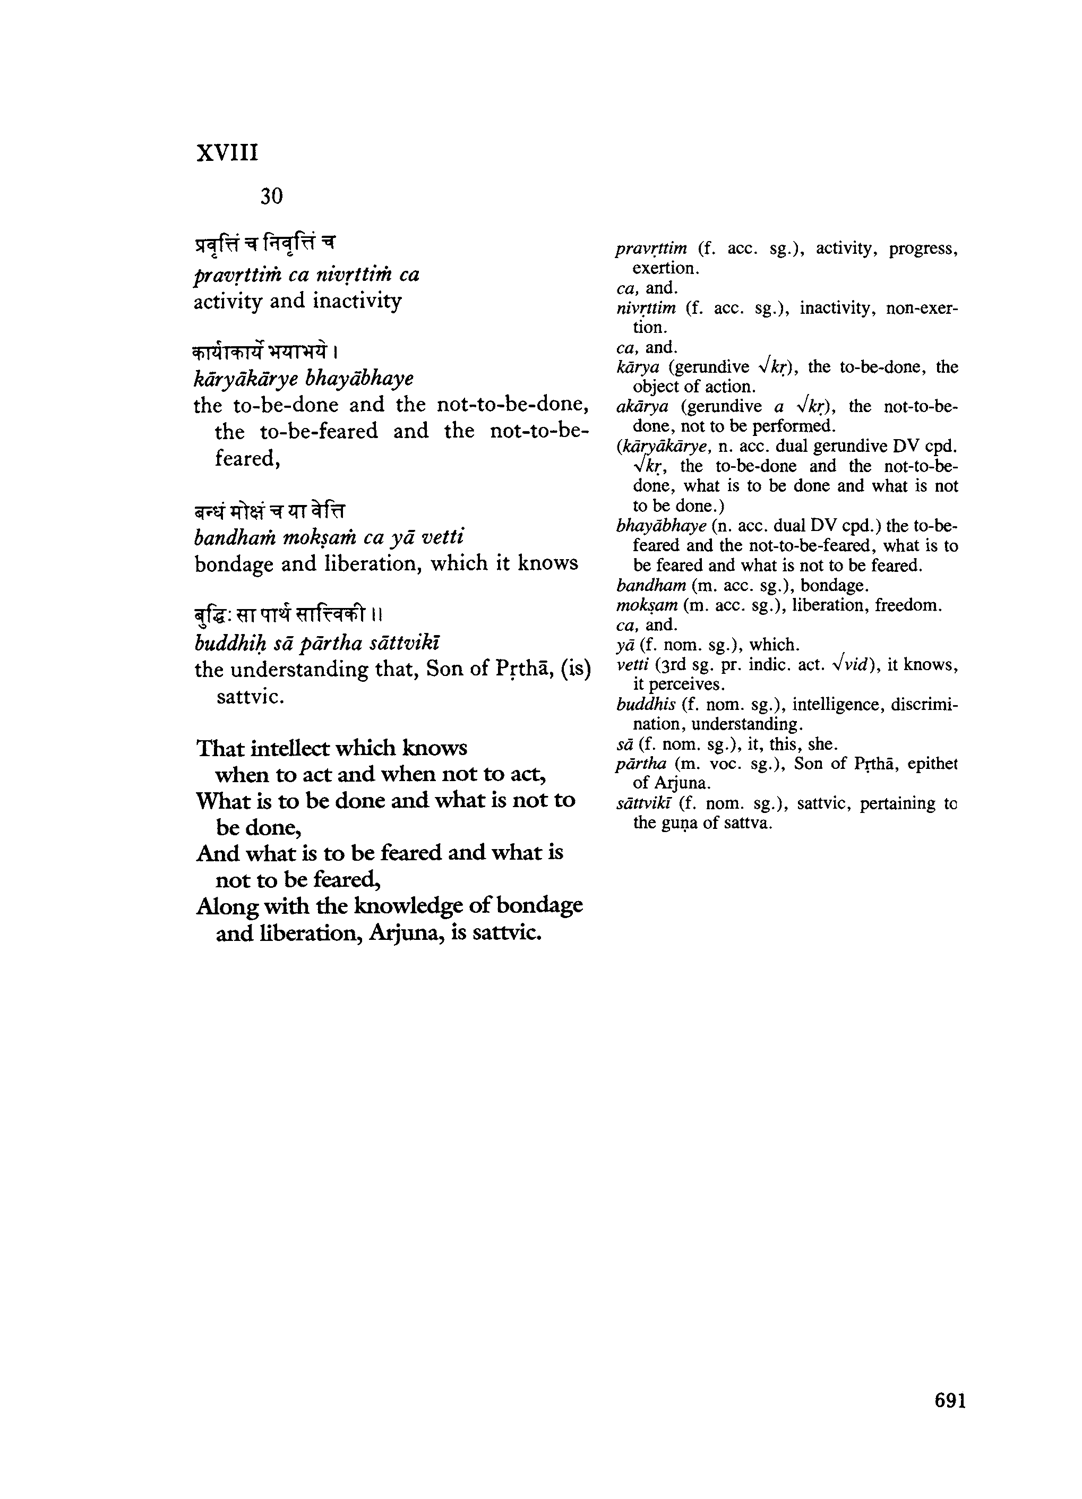 XVIII
30
प्रवृत्तिं च निवृत्तिं च
pravṛttiṁ ca nivṛttiṁ ca
activity and inactivity
कार्याकार्ये भयाभये ।
kāryākārye bhayābhaye
the to-be-done and the not-to-be-done,
the to-be-feared and the not-to-be-
feared,
बन्धं मोक्षं च या वेत्ति
bandhaṁ mokṣaṁ ca yā vetti
bondage and liberation, which it knows
बुद्धिः सा पार्थ सात्त्विकी ॥
buddhiḥ sā pārtha sāttvikī
the understanding that, Son of Pṛthā, (is)
sattvic.
That intellect which knows
when to act and when not to act,
What is to be done and what is not to
be done,
And what is to be feared and what is
not to be feared,
Along with the knowledge of bondage
and liberation, Arjuna, is sattvic.
pravṛttim (f. acc. sg.), activity, progress,
exertion.
ca, and.
nivṛttim (f. acc. sg.), inactivity, non-exer-
tion.
ca, and.
kārya (gerundive √kṛ), the to-be-done, the
object of action.
akārya (gerundive a √kṛ), the not-to-be-
done, not to be performed.
(kāryākārye, n. acc. dual gerundive DV cpd.
√kṛ, the to-be-done and the not-to-be-
done, what is to be done and what is not
to be done.)
bhayābhaye (n. acc. dual DV cpd.) the to-be-
feared and the not-to-be-feared, what is to
be feared and what is not to be feared.
bandham (m. acc. sg.), bondage.
mokṣam (m. acc. sg.), liberation, freedom.
ca, and.
yā (f. nom. sg.), which.
vetti (3rd sg. pr. indic. act. √vid), it knows,
it perceives.
buddhis (f. nom. sg.), intelligence, discrimi-
nation, understanding.
sā (f. nom. sg.), it, this, she.
pārtha (m. voc. sg.), Son of Pṛthā, epithet
of Arjuna.
sāttvikī (f. nom. sg.), sattvic, pertaining to
the guṇa of sattva.
691